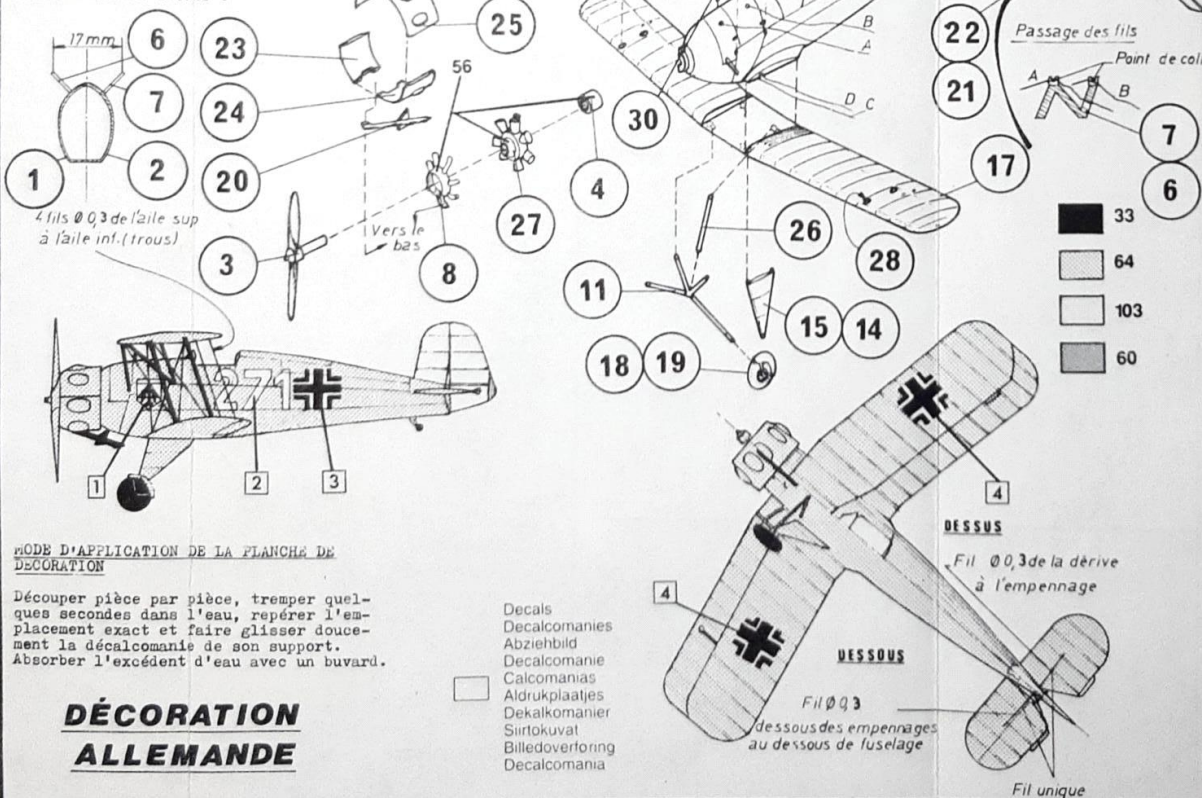 25
B
A
22
Passage des fils
17mm
6
23
56
Point de coll
A
B
24
D C
21
7
30
7
1
2
20
4
17
6
4 fils Ø 0,3 de l'aile sup
à l'aile inf. (trous)
27
33
3
Vers le
bas
8
26
28
64
11
103
15
14
60
18
19
271
1
2
3
4
DESSUS
MODE D'APPLICATION DE LA PLANCHE DE
DECORATION
Fil Ø 0,3 de la dérive
à l'empennage
Découper pièce par pièce, tremper quel-
ques secondes dans l'eau, repérer l'em-
placement exact et faire glisser douce-
ment la décalcomanie de son support.
Absorber l'excédent d'eau avec un buvard.
4
DESSOUS
Decals
Decalcomanies
Abziehbild
Decalcomanie
Calcomanias
Aldrukplaatjes
Dekalkomanier
Siirtokuvat
Billedoverforing
Decalcomania
DÉCORATION
ALLEMANDE
Fil Ø 0,3
dessous des empennages
au dessous de fuselage
Fil unique